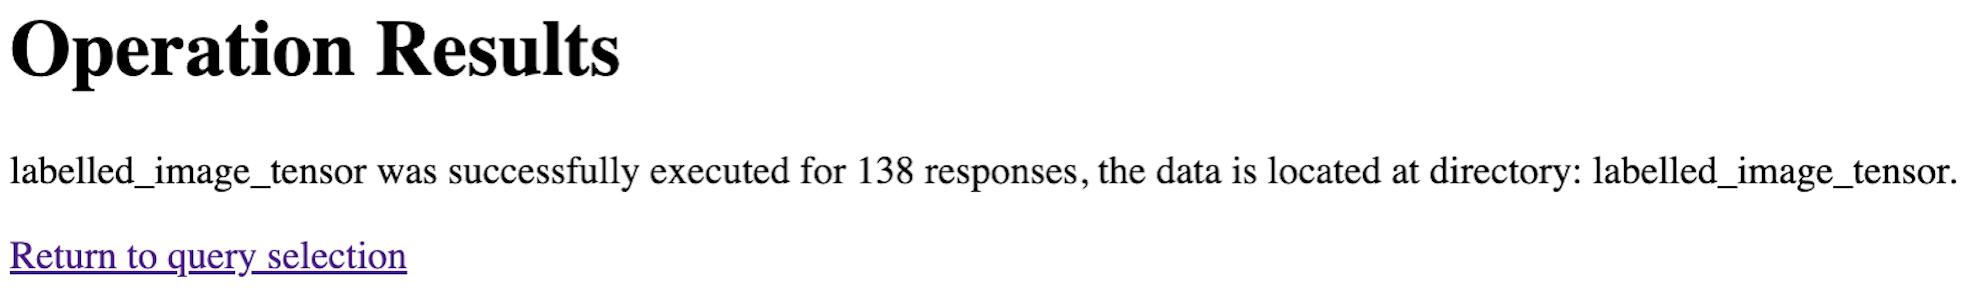 Operation Results
labelled_image_tensor was successfully executed for 138 responses, the data is located at directory: labelled_image_tensor.
Return to query selection